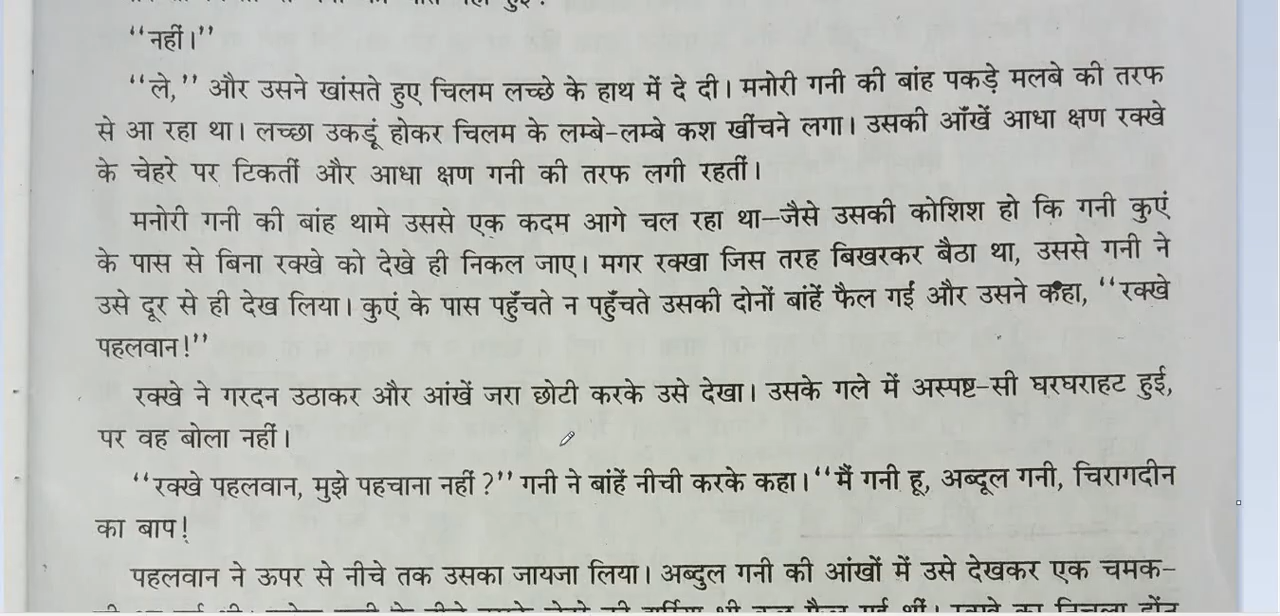 “नहीं।”
“ले,” और उसने खांसते हुए चिलम लच्छे के हाथ में दे दी। मनोरी गनी की बांह पकड़े मलबे की तरफ
से आ रहा था। लच्छा उकडूं होकर चिलम के लम्बे-लम्बे कश खींचने लगा। उसकी आँखें आधा क्षण रक्खे
के चेहरे पर टिकतीं और आधा क्षण गनी की तरफ लगी रहतीं।
मनोरी गनी की बांह थामे उससे एक कदम आगे चल रहा था—जैसे उसकी कोशिश हो कि गनी कुएं
के पास से बिना रक्खे को देखे ही निकल जाए। मगर रक्खा जिस तरह बिखरकर बैठा था, उससे गनी ने
उसे दूर से ही देख लिया। कुएं के पास पहुँचते न पहुँचते उसकी दोनों बांहें फैल गईं और उसने कहा, “रक्खे
पहलवान!”
रक्खे ने गरदन उठाकर और आंखें जरा छोटी करके उसे देखा। उसके गले में अस्पष्ट-सी घरघराहट हुई,
पर वह बोला नहीं।
“रक्खे पहलवान, मुझे पहचाना नहीं?” गनी ने बांहें नीची करके कहा। “मैं गनी हू, अब्दूल गनी, चिरागदीन
का बाप!
पहलवान ने ऊपर से नीचे तक उसका जायजा लिया। अब्दुल गनी की आंखों में उसे देखकर एक चमक-